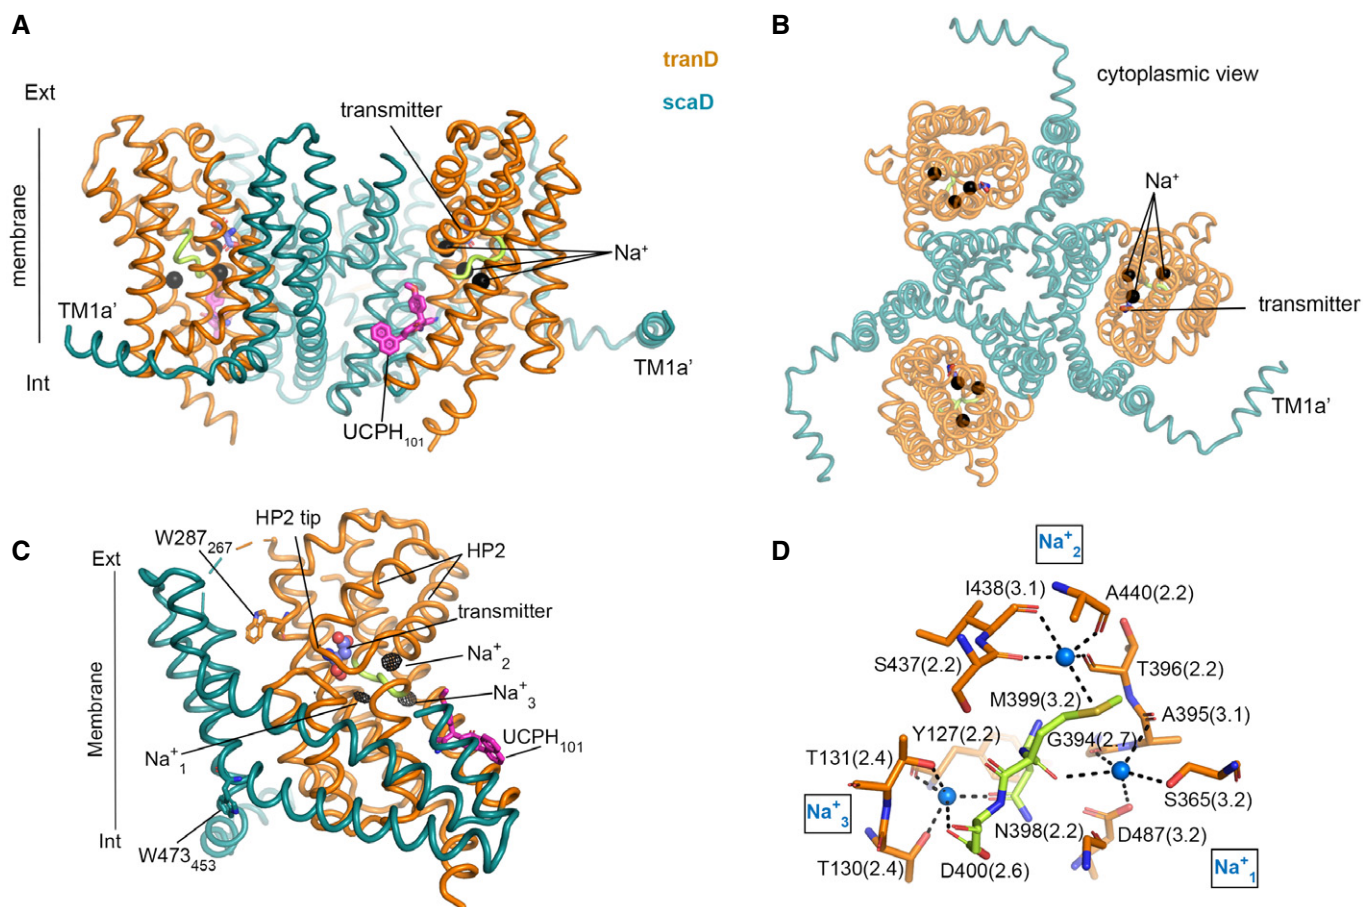 A
tranD
scaD
Ext
transmitter
membrane
Na⁺
TM1a’
TM1a’
Int
UCPH₁₀₁
B
cytoplasmic view
Na⁺
transmitter
TM1a’
C
W287₂₆₇
HP2 tip
Ext
HP2
transmitter
Na⁺₂
Na⁺₃
Membrane
UCPH₁₀₁
Na⁺₁
Int
W473₄₅₃
D
Na⁺₂
I438(3.1)
A440(2.2)
S437(2.2)
T396(2.2)
M399(3.2)
A395(3.1)
Y127(2.2)
G394(2.7)
T131(2.4)
S365(3.2)
Na⁺₃
N398(2.2)
D487(3.2)
T130(2.4)
D400(2.6)
Na⁺₁